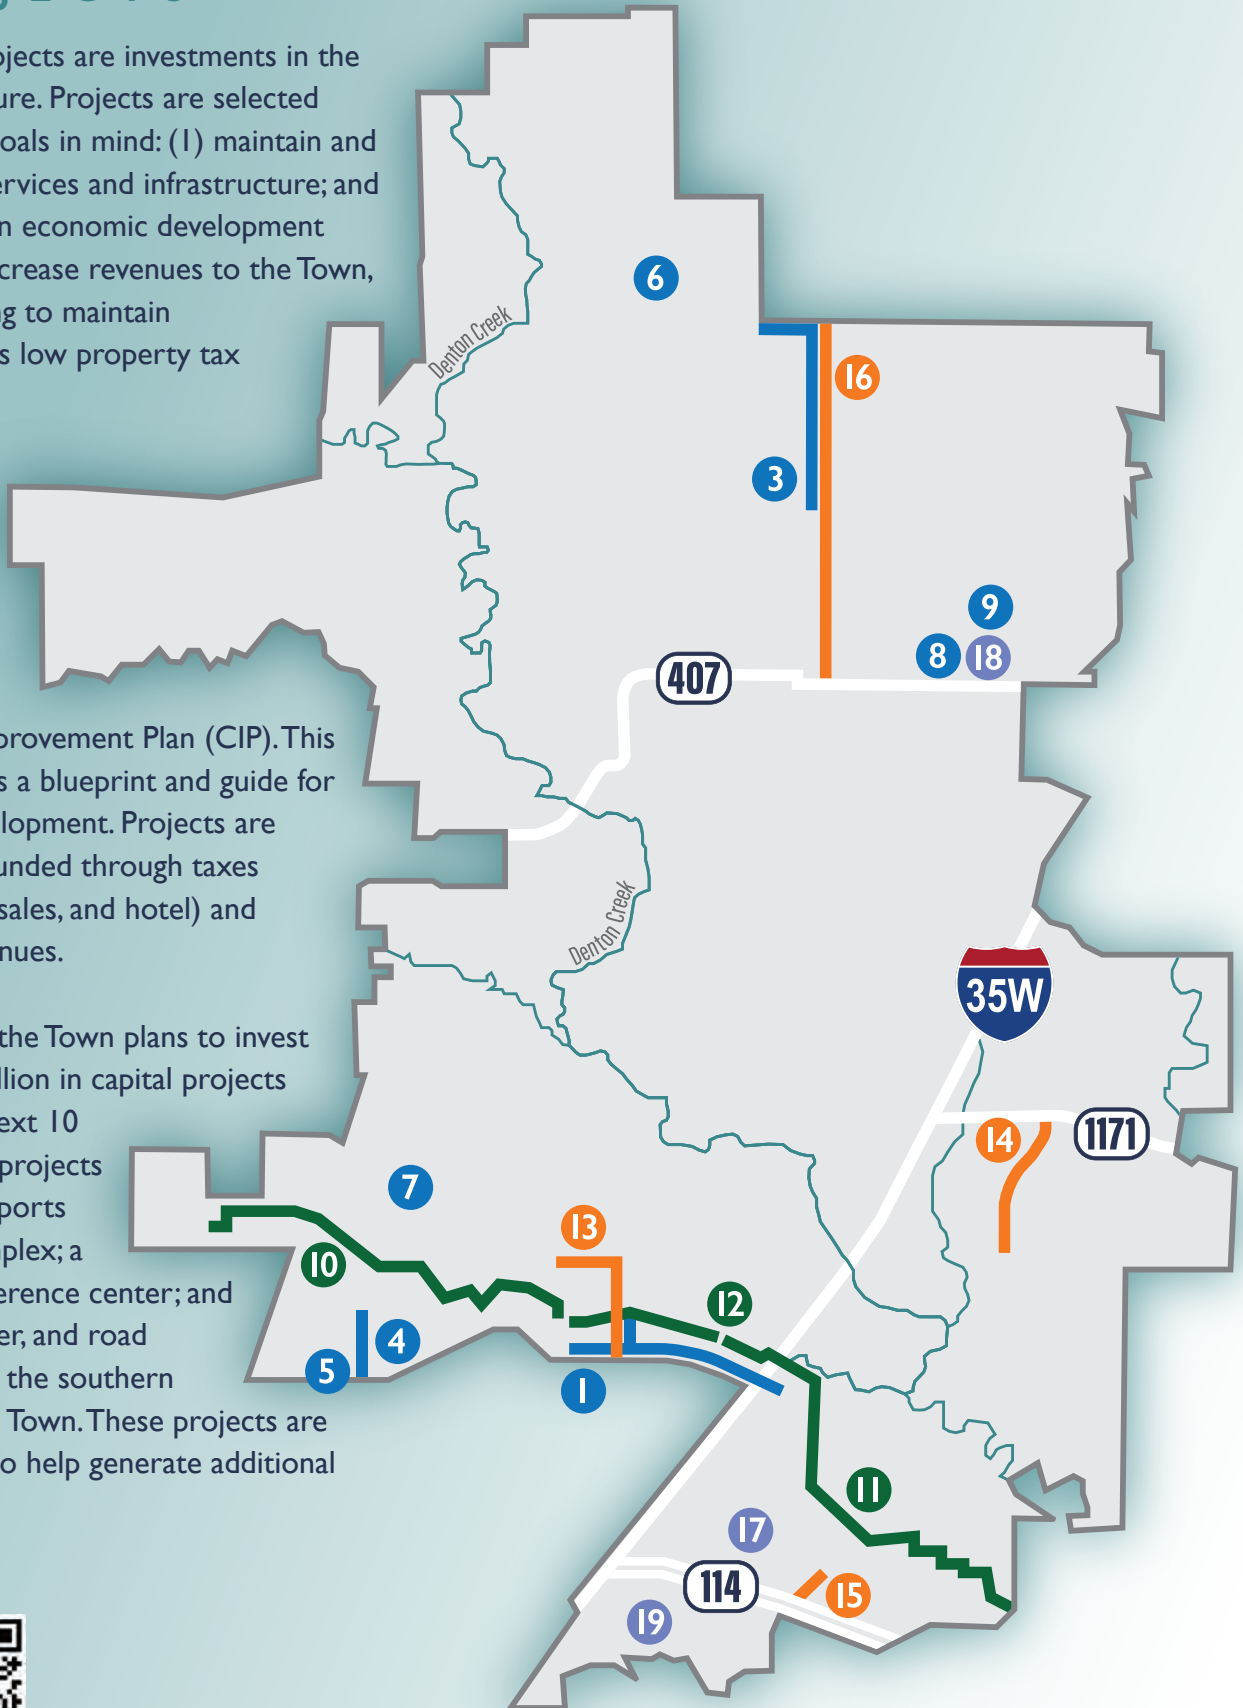 ojects are investments in the
ure. Projects are selected
oals in mind: (1) maintain and
ervices and infrastructure; and
n economic development
crease revenues to the Town,
ng to maintain
s low property tax
provement Plan (CIP). This
s a blueprint and guide for
lopment. Projects are
unded through taxes
sales, and hotel) and
nues.
the Town plans to invest
llion in capital projects
ext 10
projects
ports
nplex; a
erence center; and
er, and road
the southern
Town. These projects are
o help generate additional
6
Denton Creek
16
3
9
8
18
407
Denton Creek
35W
14
1171
7
13
10
12
4
5
1
11
17
114
15
19